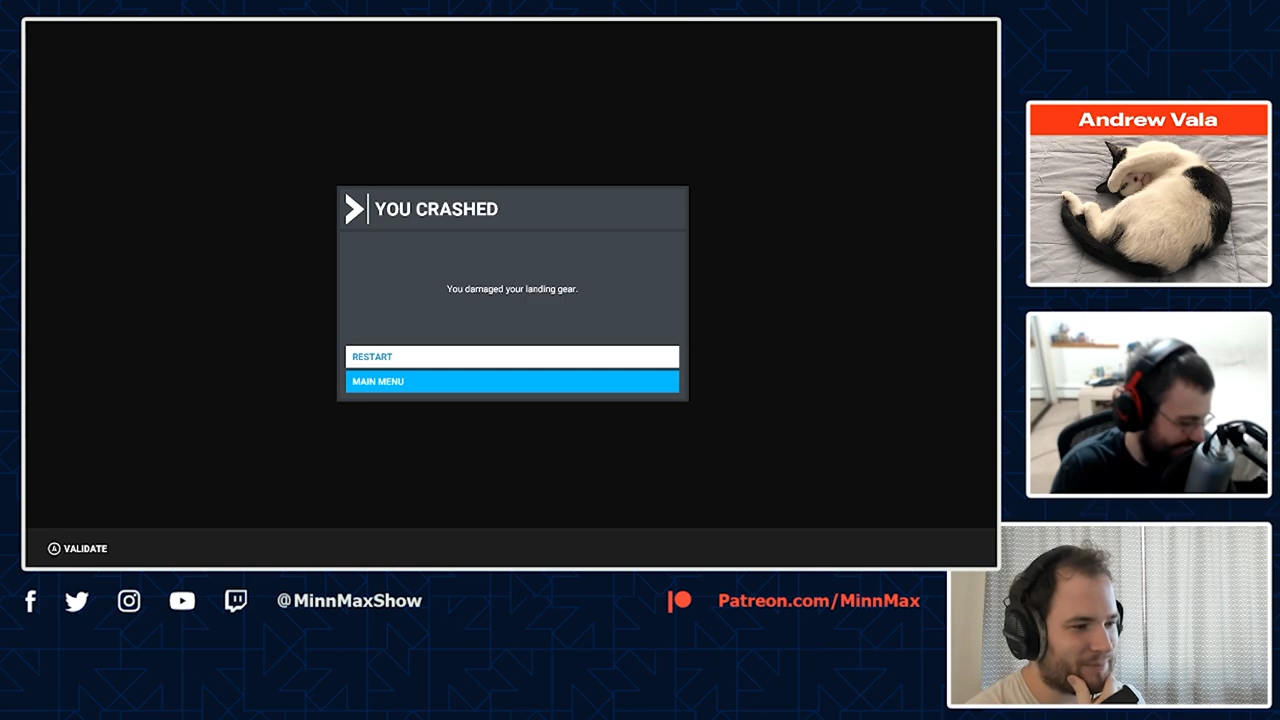 Andrew Vala
YOU CRASHED
You damaged your landing gear.
RESTART
MAIN MENU
A VALIDATE
@MinnMaxShow
Patreon.com/MinnMax